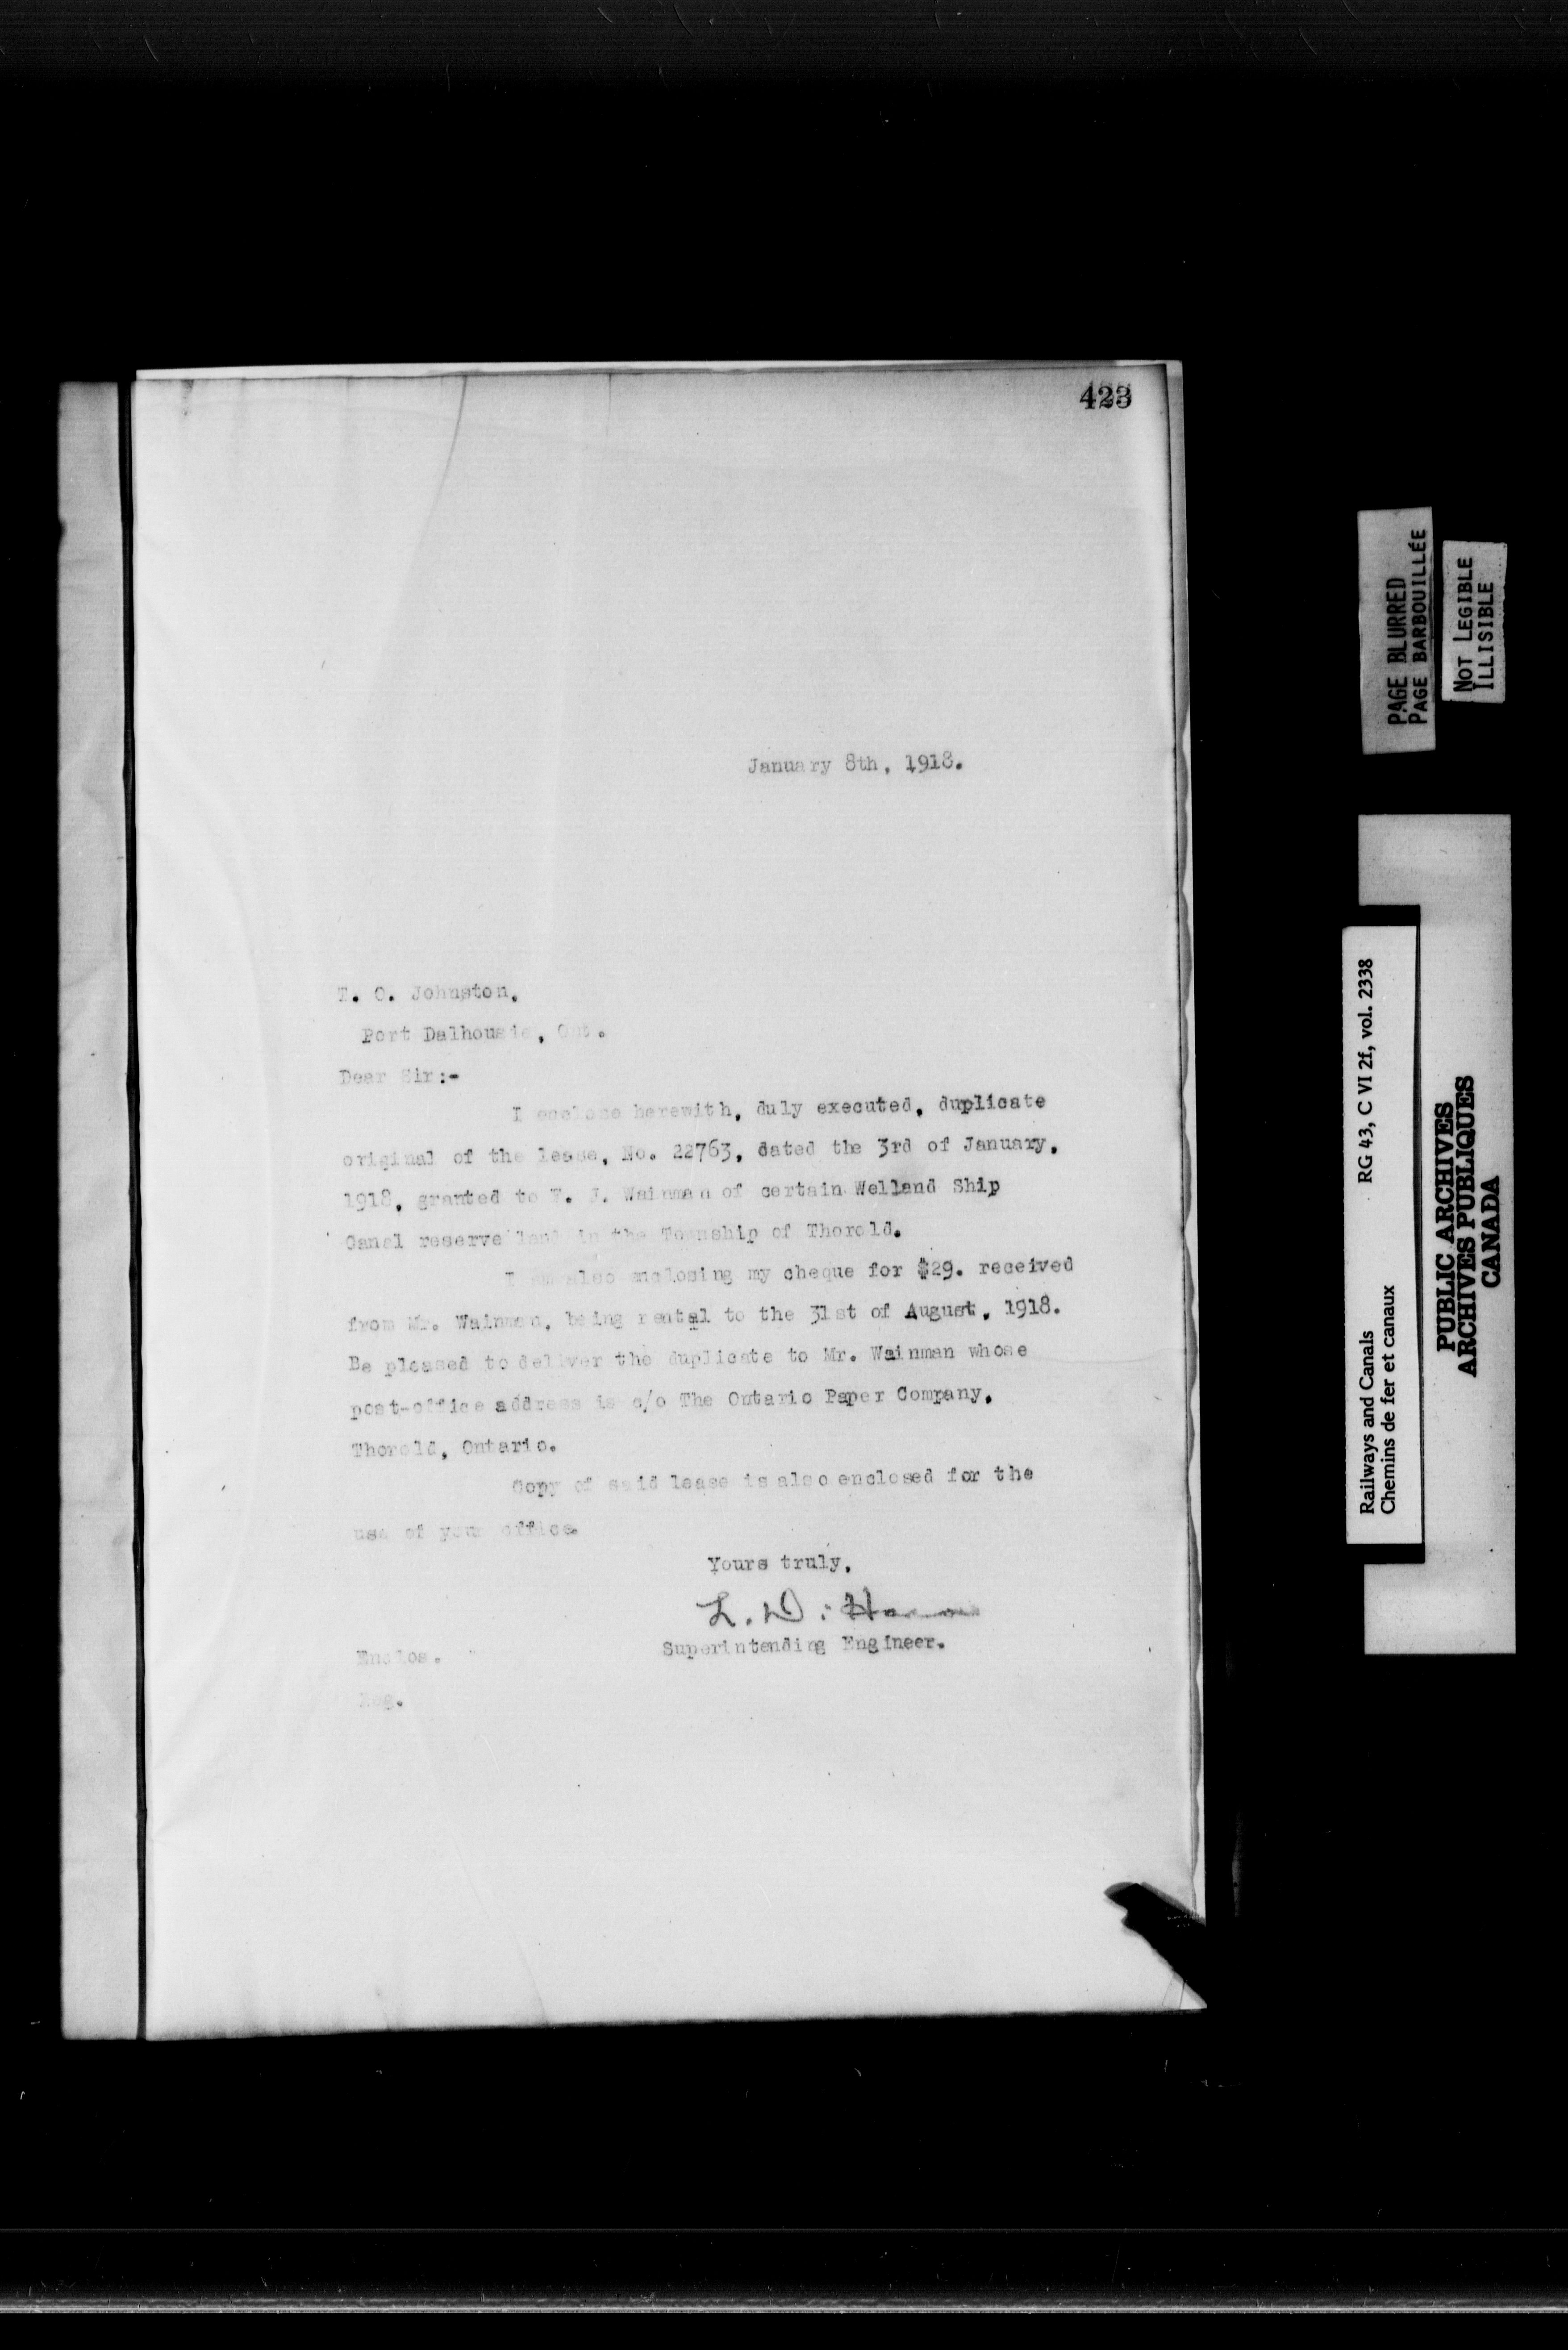 423
January 8th, 1918.
T. C. Johnston,
Port Dalhousie, Ont.
Dear Sir:-
I enclose herewith, duly executed, duplicate
original of the lease, No. 22763, dated the 3rd of January,
1918, granted to J. Wainman of certain Welland Ship
Canal reserve land in the Township of Thorold.
I am also enclosing my cheque for $29. received
from Mr. Wainman, being rental to the 31st of August, 1918.
Be pleased to deliver the duplicate to Mr. Wainman whose
post-office address is c/o The Ontario Paper Company,
Thorold, Ontario.
Copy of said lease is also enclosed for the
use of your office.
Yours truly,
L. D.
Superintending Engineer.
Enclos.
PAGE BLURRED
PAGE BARBOUILLÉE
NOT LEGIBLE
ILLISIBLE
Railways and Canals RG 43, C VI 2f, vol. 2338
Chemins de fer et canaux
PUBLIC ARCHIVES
ARCHIVES PUBLIQUES
CANADA